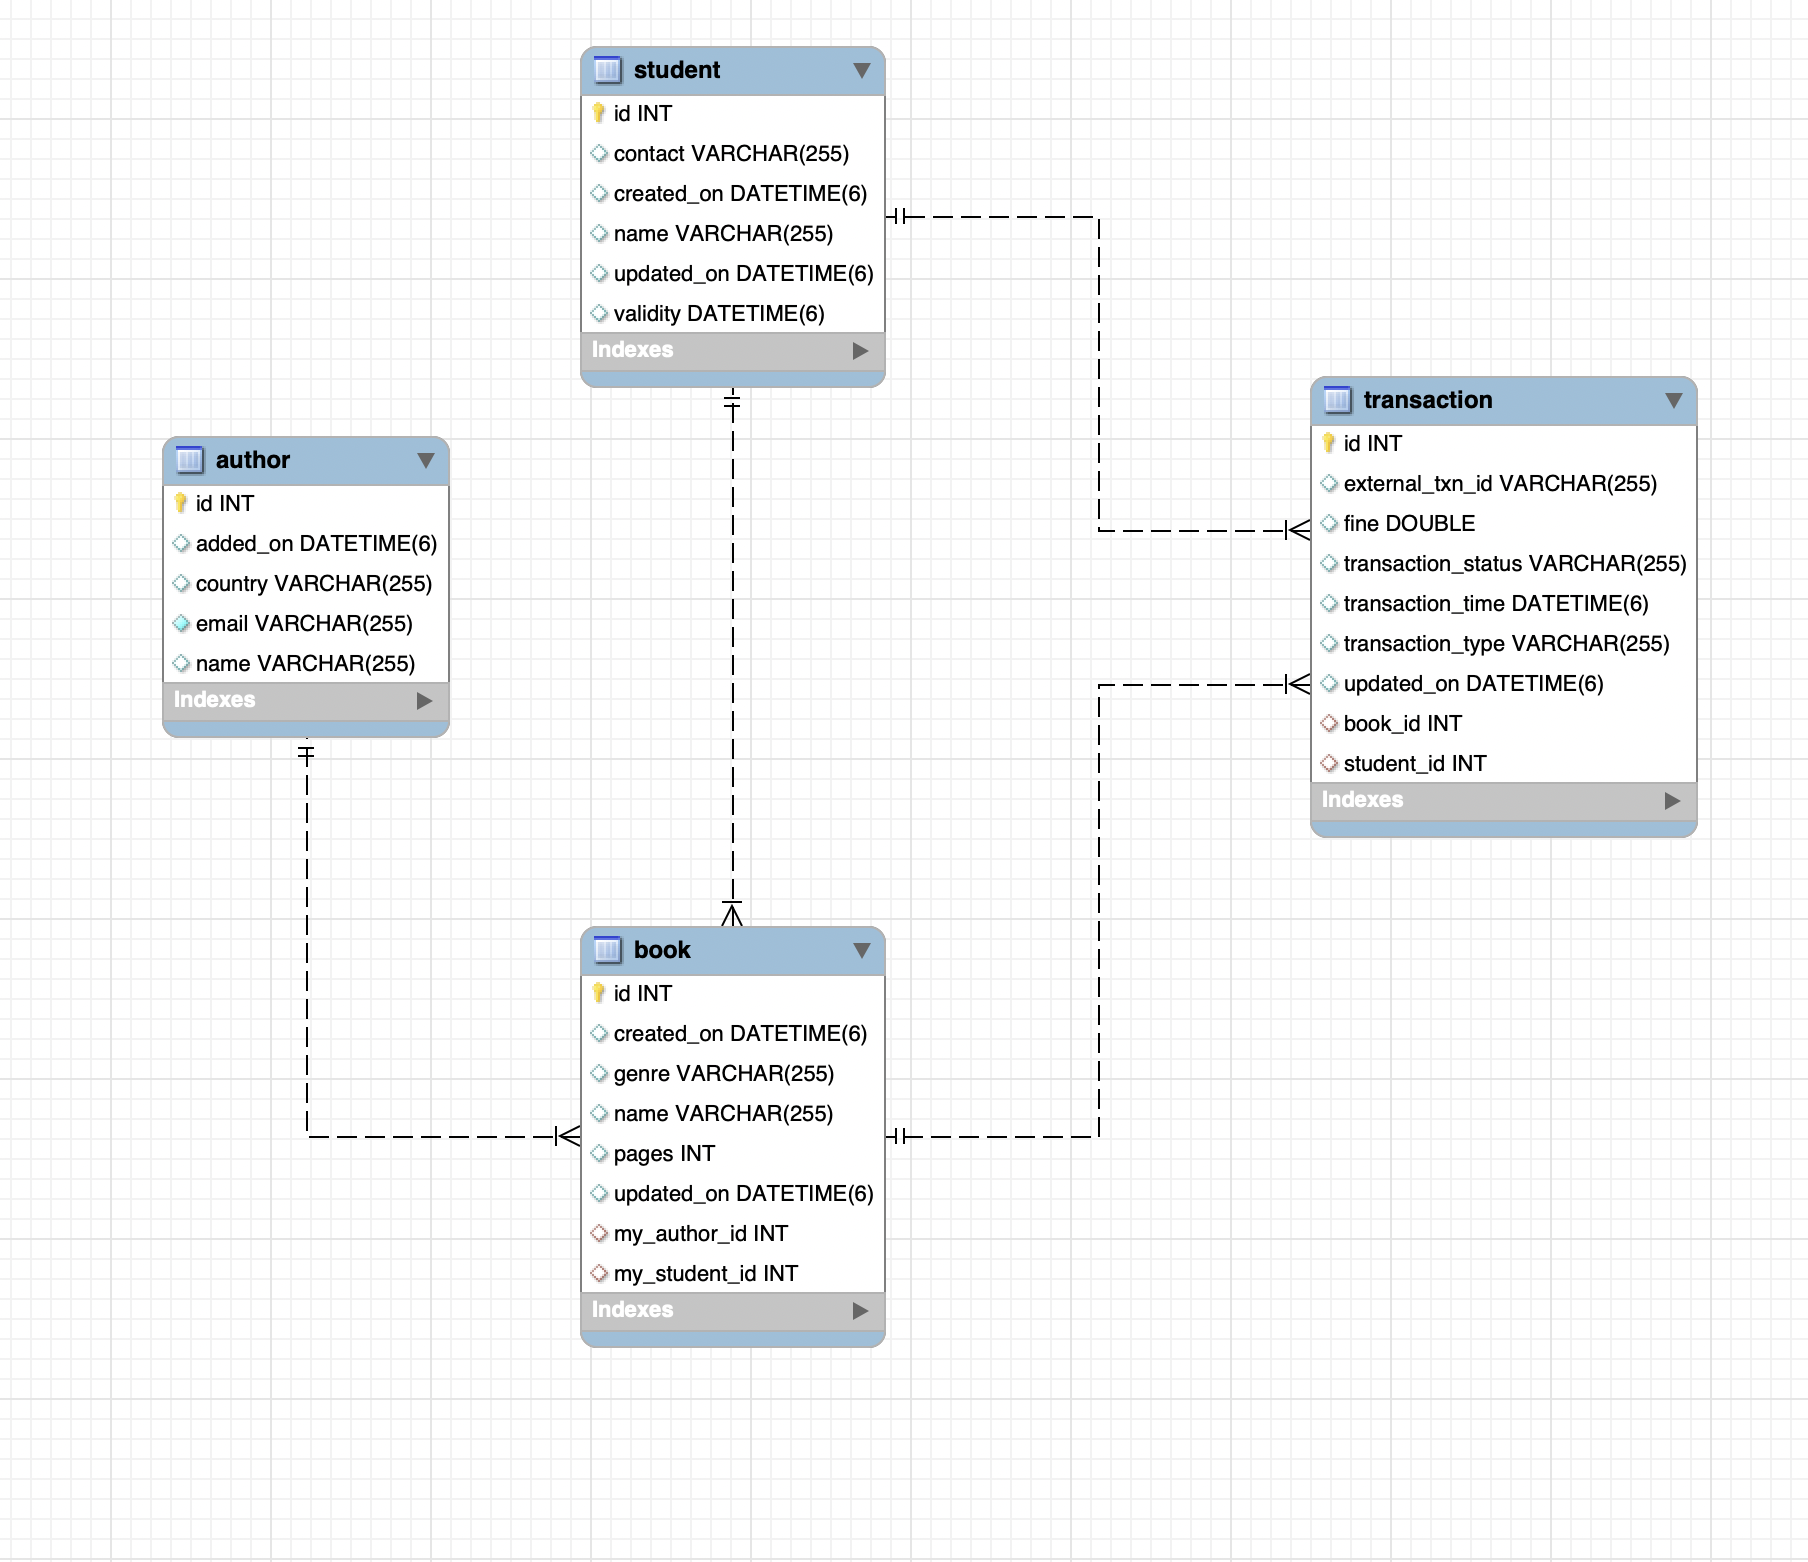 student
id INT
contact VARCHAR(255)
created_on DATETIME(6)
name VARCHAR(255)
updated_on DATETIME(6)
validity DATETIME(6)
Indexes
author
id INT
added_on DATETIME(6)
country VARCHAR(255)
email VARCHAR(255)
name VARCHAR(255)
Indexes
transaction
id INT
external_txn_id VARCHAR(255)
fine DOUBLE
transaction_status VARCHAR(255)
transaction_time DATETIME(6)
transaction_type VARCHAR(255)
updated_on DATETIME(6)
book_id INT
student_id INT
Indexes
book
id INT
created_on DATETIME(6)
genre VARCHAR(255)
name VARCHAR(255)
pages INT
updated_on DATETIME(6)
my_author_id INT
my_student_id INT
Indexes